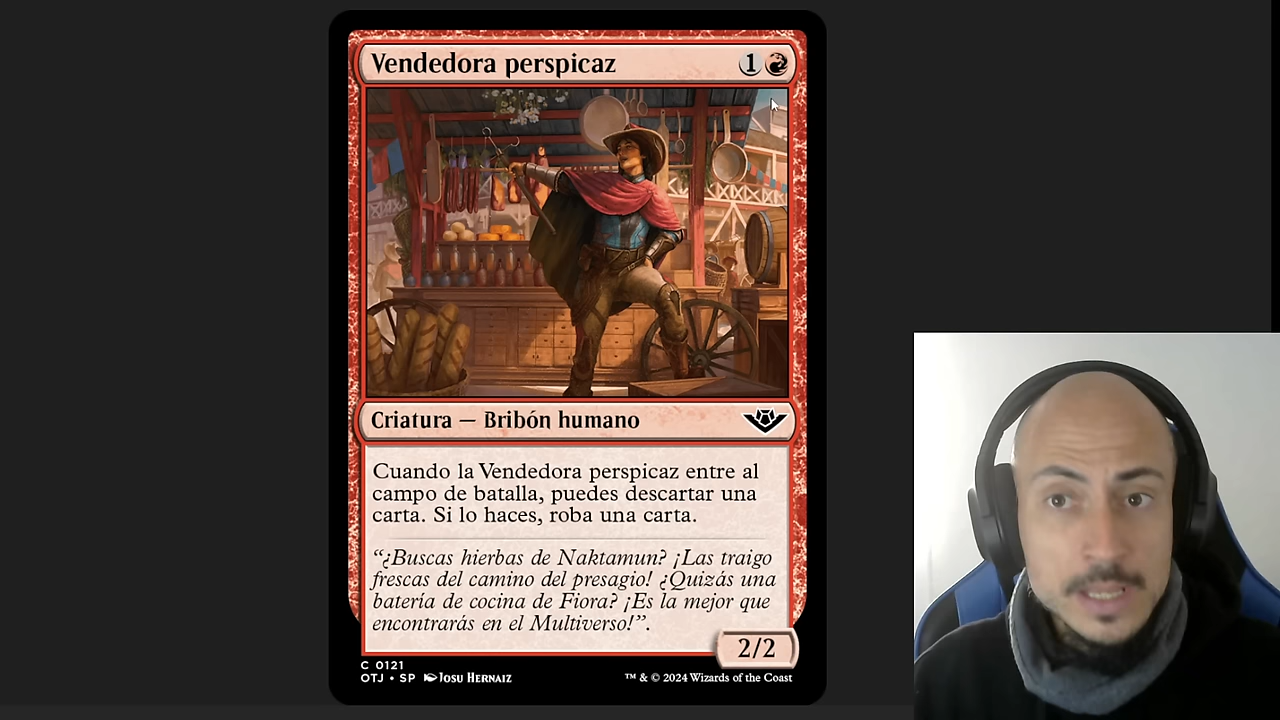 Vendedora perspicaz 1
Criatura — Bribón humano
Cuando la Vendedora perspicaz entre al
campo de batalla, puedes descartar una
carta. Si lo haces, roba una carta.
“¿Buscas hierbas de Naktamun? ¡Las traigo
frescas del camino del presagio! ¿Quizás una
batería de cocina de Fiora? ¡Es la mejor que
encontrarás en el Multiverso!”.
2/2
C 0121
OTJ • SP Josu Hernaiz
™ & © 2024 Wizards of the Coast